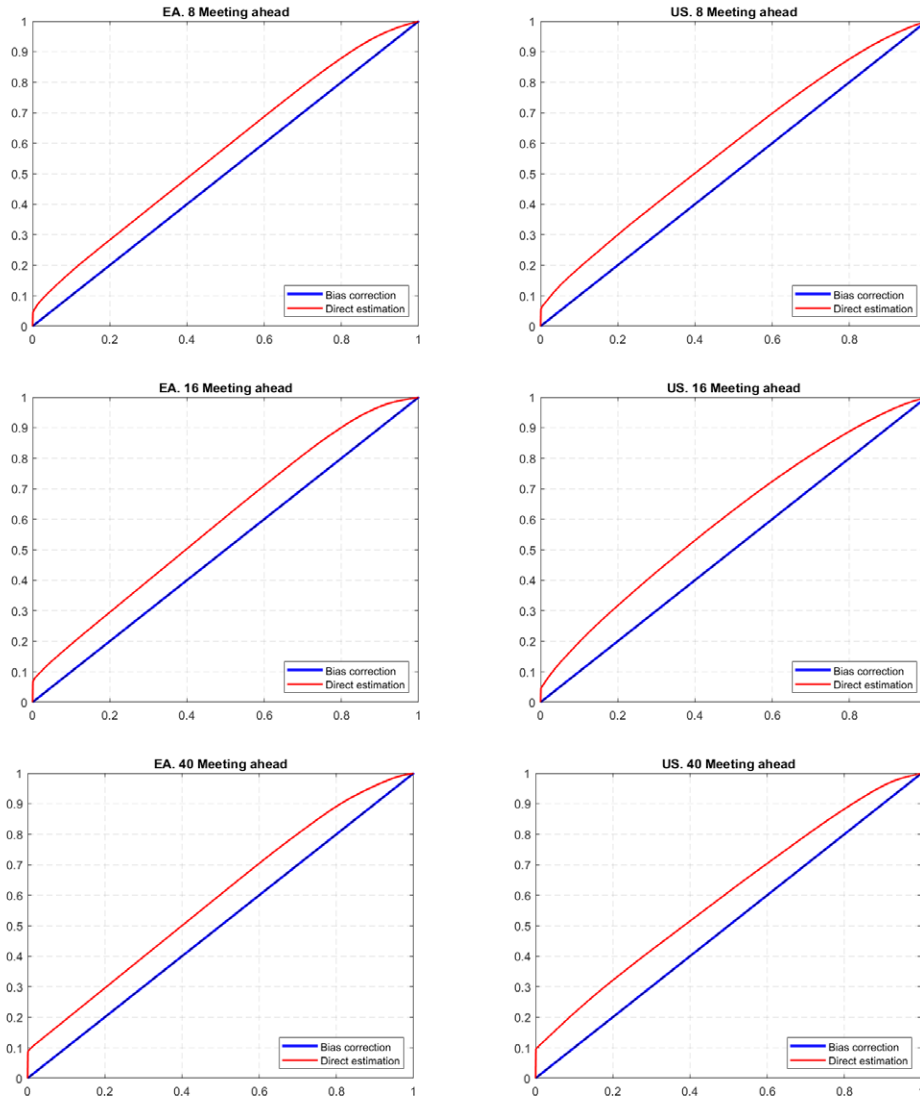 EA. 8 Meeting ahead
1
0.9
0.8
0.7
0.6
0.5
0.4
0.3
0.2
0.1
0
Bias correction
Direct estimation
0 0.2 0.4 0.6 0.8 1
US. 8 Meeting ahead
1
0.9
0.8
0.7
0.6
0.5
0.4
0.3
0.2
0.1
0
Bias correction
Direct estimation
0 0.2 0.4 0.6 0.8
EA. 16 Meeting ahead
1
0.9
0.8
0.7
0.6
0.5
0.4
0.3
0.2
0.1
0
Bias correction
Direct estimation
0 0.2 0.4 0.6 0.8 1
US. 16 Meeting ahead
1
0.9
0.8
0.7
0.6
0.5
0.4
0.3
0.2
0.1
0
Bias correction
Direct estimation
0 0.2 0.4 0.6 0.8
EA. 40 Meeting ahead
1
0.9
0.8
0.7
0.6
0.5
0.4
0.3
0.2
0.1
0
Bias correction
Direct estimation
0 0.2 0.4 0.6 0.8 1
US. 40 Meeting ahead
1
0.9
0.8
0.7
0.6
0.5
0.4
0.3
0.2
0.1
0
Bias correction
Direct estimation
0 0.2 0.4 0.6 0.8 1